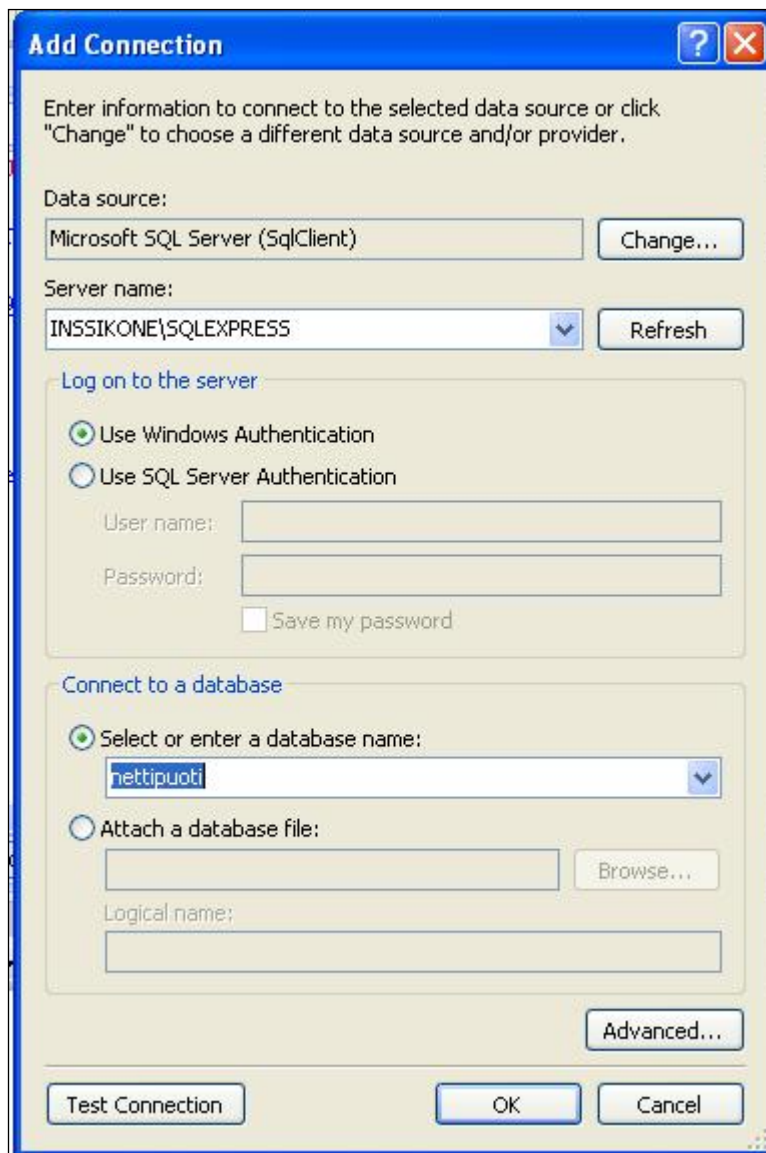 Add Connection
Enter information to connect to the selected data source or click
"Change" to choose a different data source and/or provider.
Data source:
Microsoft SQL Server (SqlClient)
Change...
Server name:
INSSIKONE\SQLEXPRESS
Refresh
Log on to the server
Use Windows Authentication
Use SQL Server Authentication
User name:
Password:
Save my password
Connect to a database
Select or enter a database name:
nettipuoti
Attach a database file:
Browse...
Logical name:
Advanced...
Test Connection
OK
Cancel